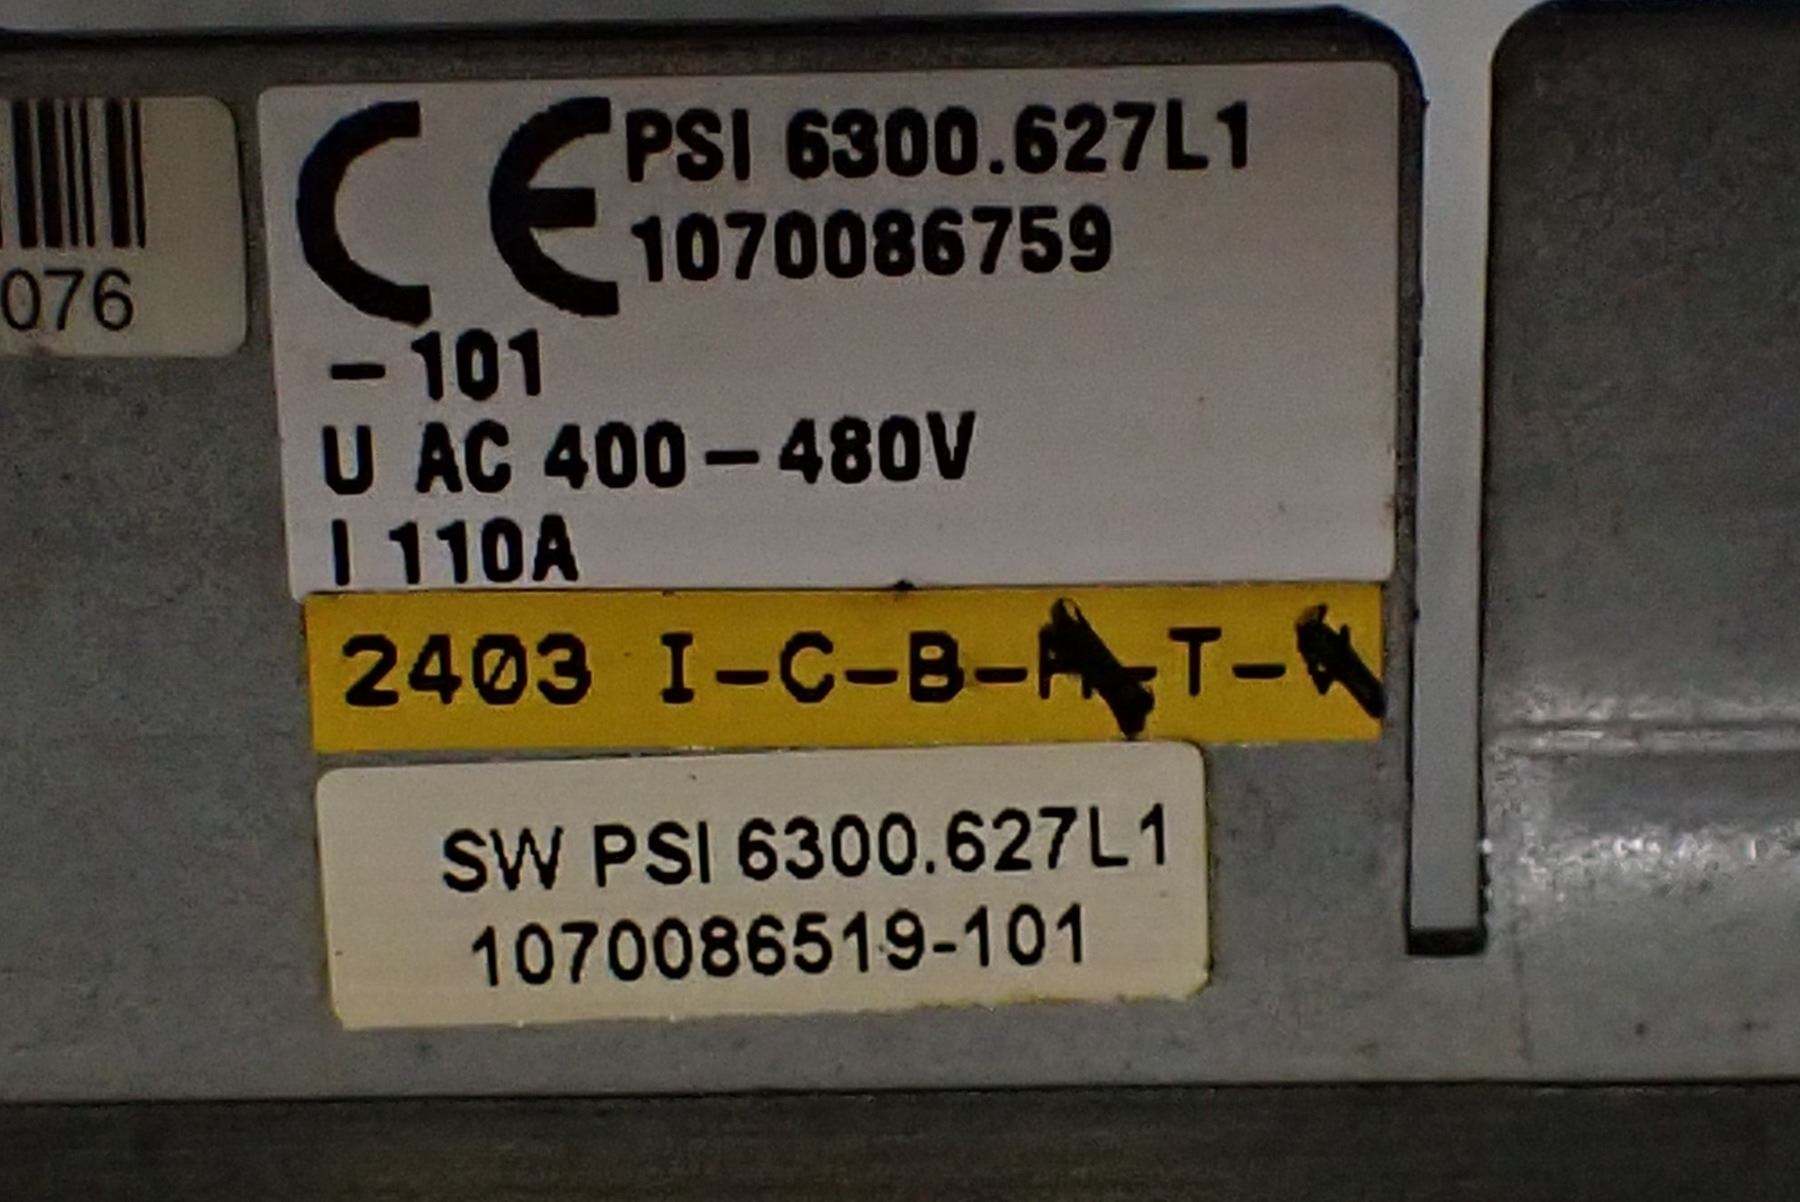 076
CE PSI 6300.627L1
1070086759
-101
U AC 400-480V
I 110A
2403 I-C-B- -T-
SW PSI 6300.627L1
1070086519-101